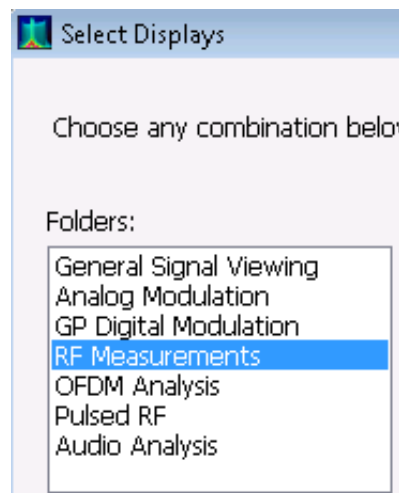 Select Displays
Choose any combination belo
Folders:
General Signal Viewing
Analog Modulation
GP Digital Modulation
RF Measurements
OFDM Analysis
Pulsed RF
Audio Analysis